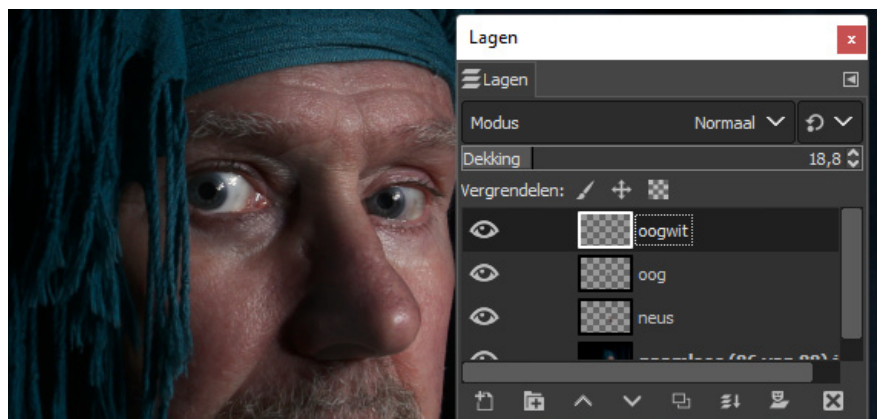 Lagen
x
Lagen
Modus Normaal
Dekking 18,8
Vergrendelen:
oogwit
oog
neus